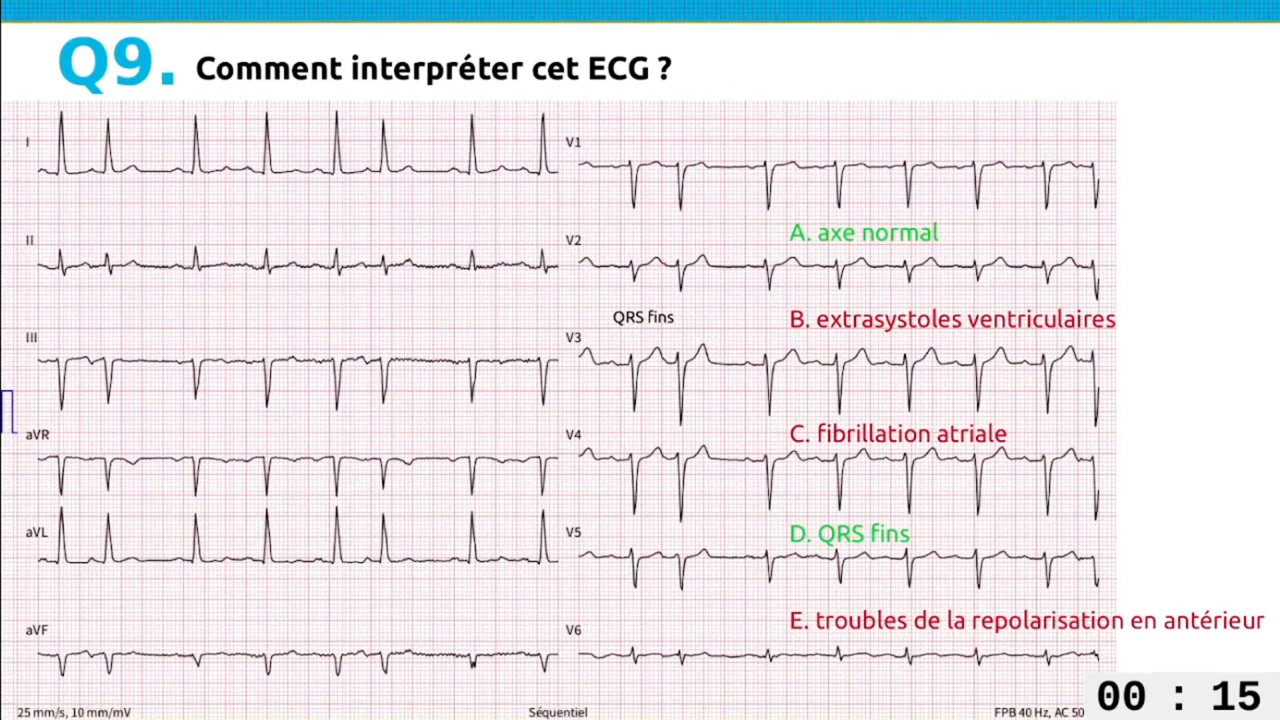 Q9. Comment interpréter cet ECG ?
I
II
III
aVR
aVL
aVF
V1
V2
V3
V4
V5
V6
QRS fins
A. axe normal
B. extrasystoles ventriculaires
C. fibrillation atriale
D. QRS fins
E. troubles de la repolarisation en antérieur
25 mm/s, 10 mm/mV
Séquentiel
FPB 40 Hz, AC 50
00 : 15